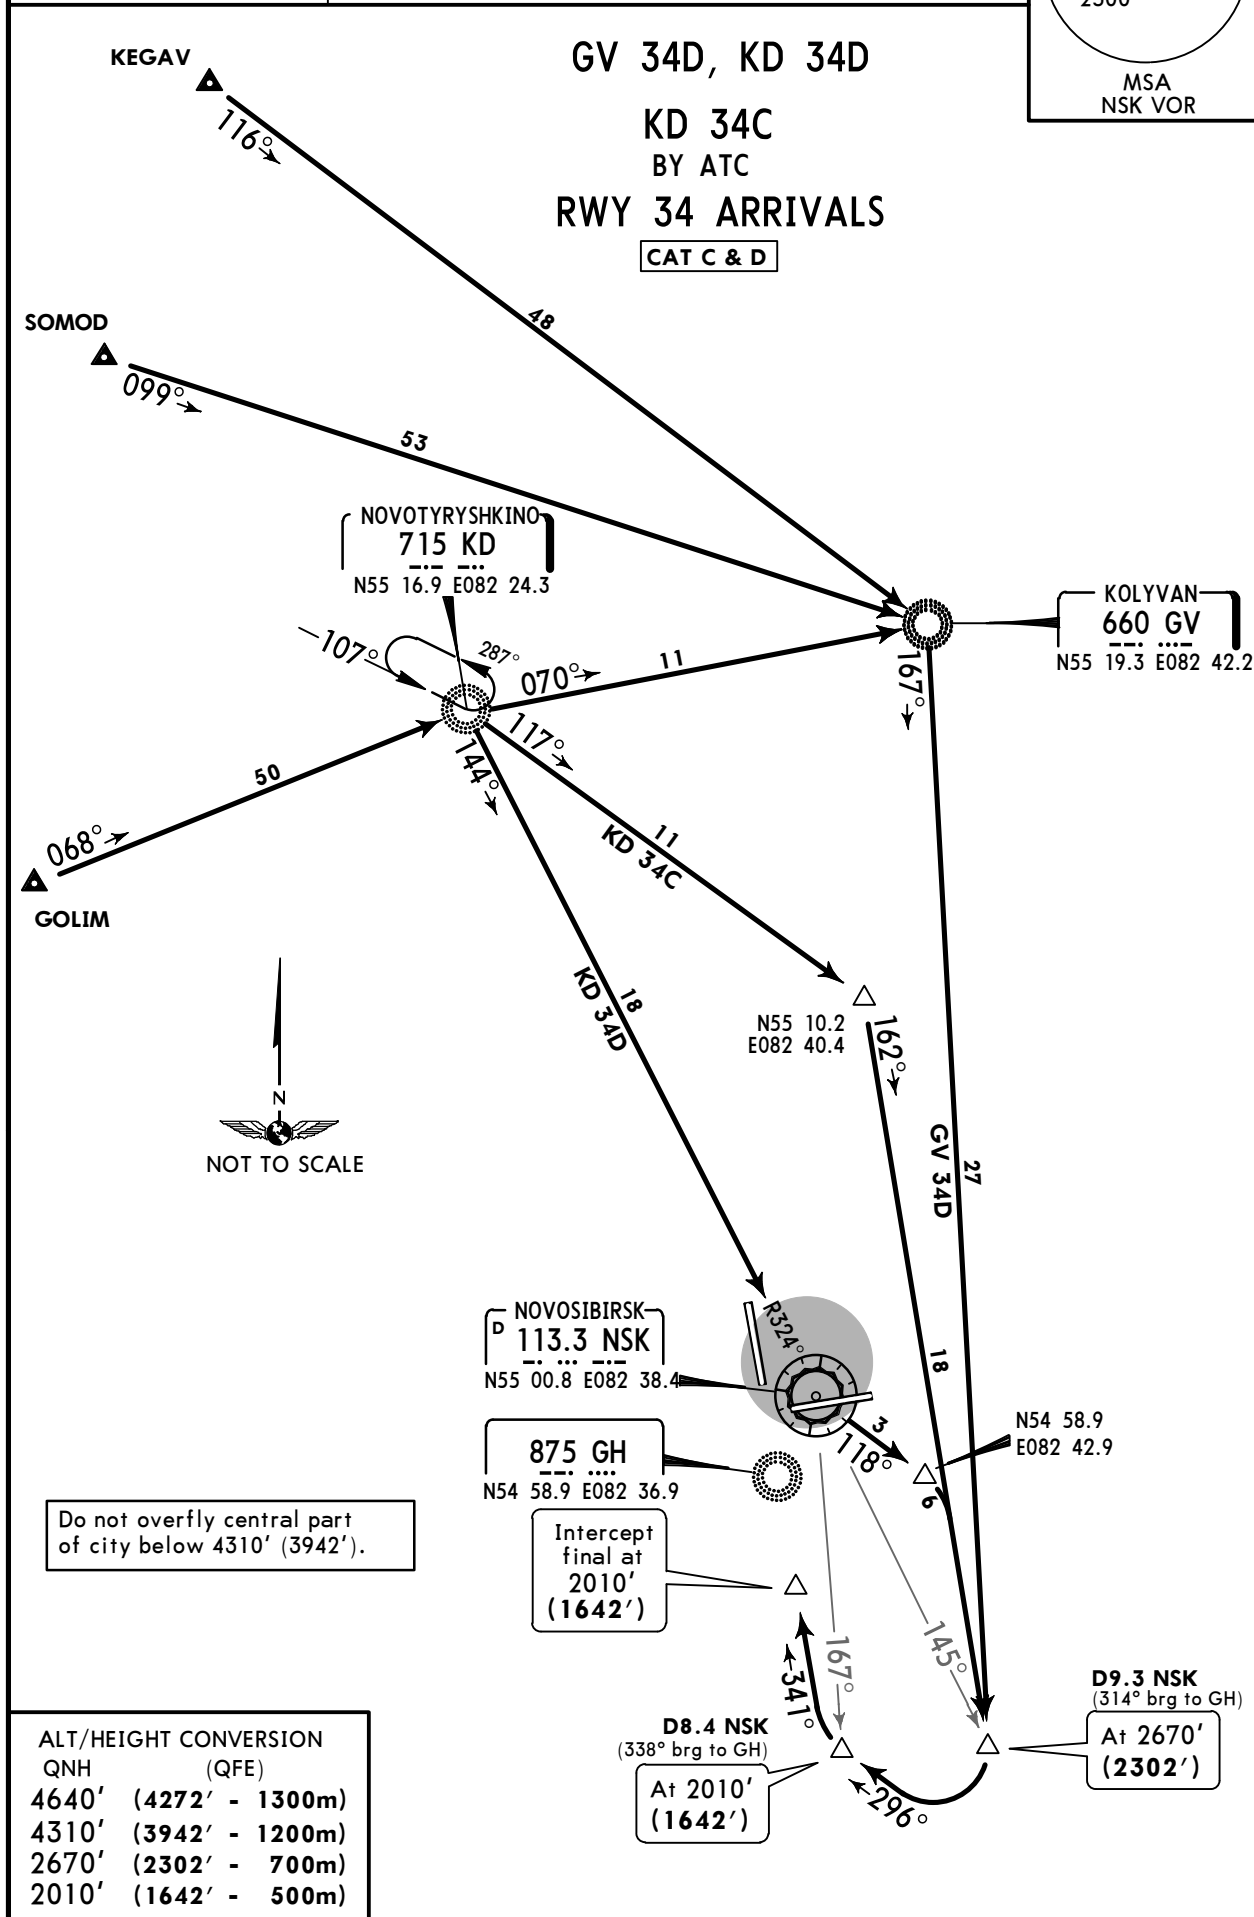 2500
MSA
NSK VOR
KEGAV
GV 34D, KD 34D
KD 34C
BY ATC
RWY 34 ARRIVALS
CAT C & D
116°
48
SOMOD
099°
53
NOVOTYRYSHKINO
715 KD
N55 16.9 E082 24.3
KOLYVAN
660 GV
N55 19.3 E082 42.2
107°
287°
070°
11
167°
117°
144°
11
KD 34C
50
068°
GOLIM
18
KD 34D
N55 10.2
E082 40.4
162°
N
NOT TO SCALE
GV 34D
27
18
NOVOSIBIRSK
D 113.3 NSK
N55 00.8 E082 38.4
R324°
3
118°
N54 58.9
E082 42.9
875 GH
N54 58.9 E082 36.9
6
Do not overfly central part
of city below 4310' (3942').
Intercept
final at
2010'
(1642')
341°
167°
145°
D9.3 NSK
(314° brg to GH)
At 2670'
(2302')
D8.4 NSK
(338° brg to GH)
At 2010'
(1642')
296°
ALT/HEIGHT CONVERSION
QNH (QFE)
4640' (4272' - 1300m)
4310' (3942' - 1200m)
2670' (2302' - 700m)
2010' (1642' - 500m)